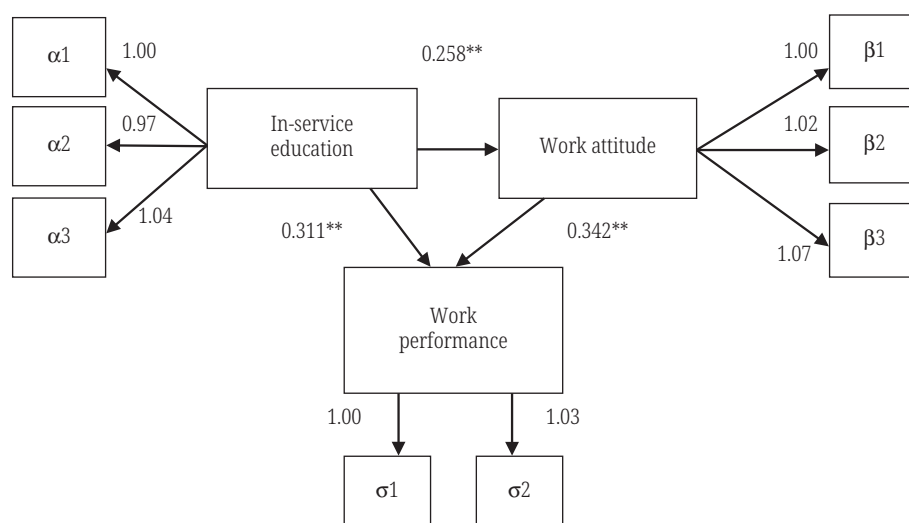 α1
1.00
0.258**
1.00
β1
α2
0.97
In-service
education
Work attitude
1.02
β2
α3
1.04
0.311**
0.342**
1.07
β3
Work
performance
1.00
1.03
σ1
σ2